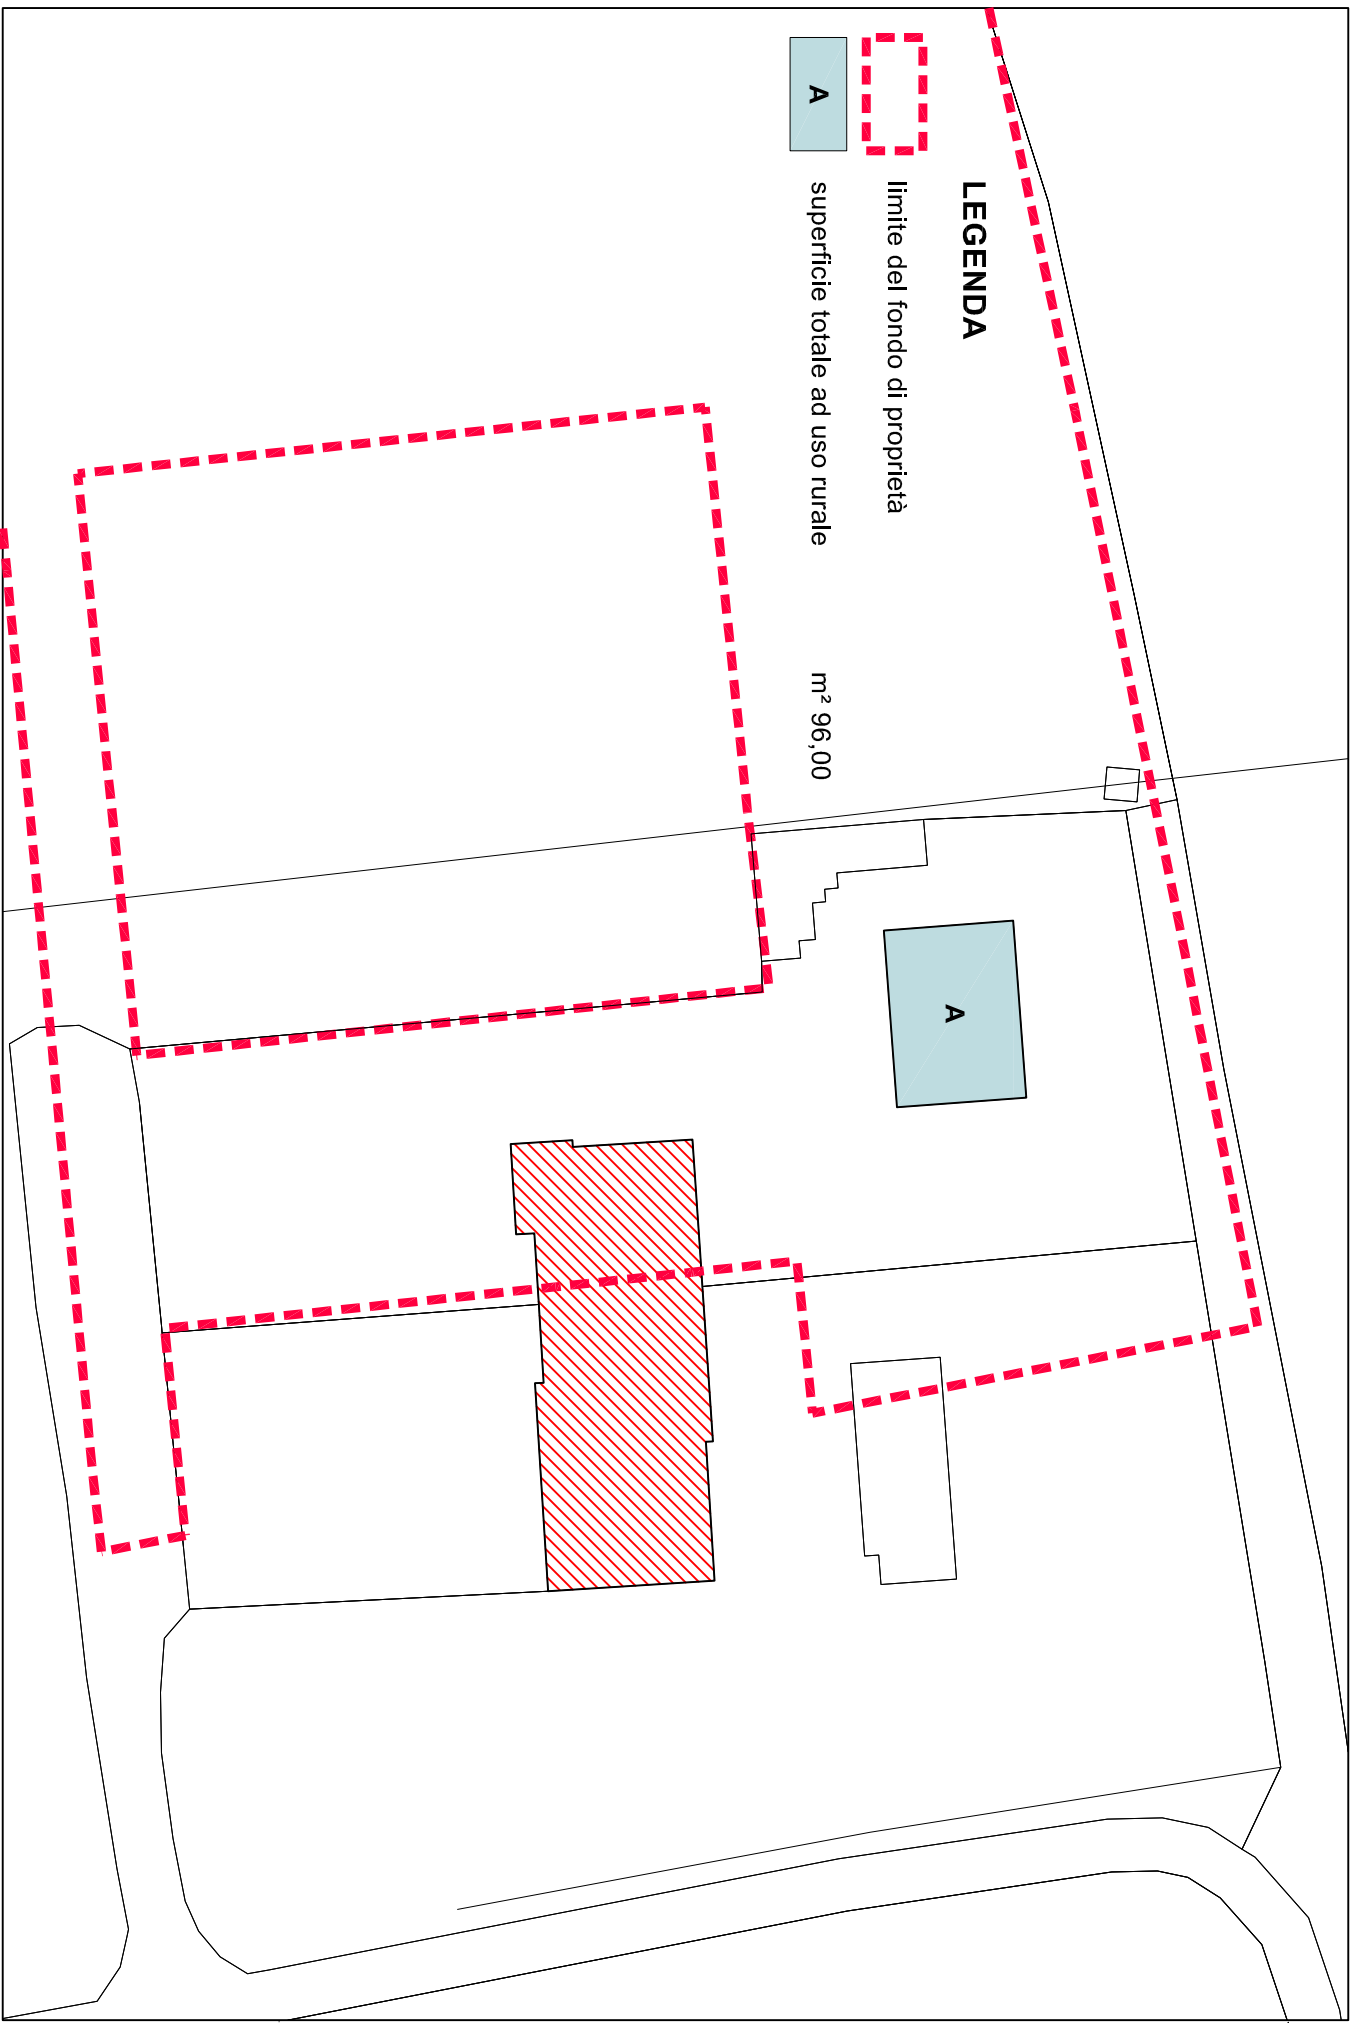 LEGENDA
limite del fondo di proprietà
A superficie totale ad uso rurale m² 96,00
A